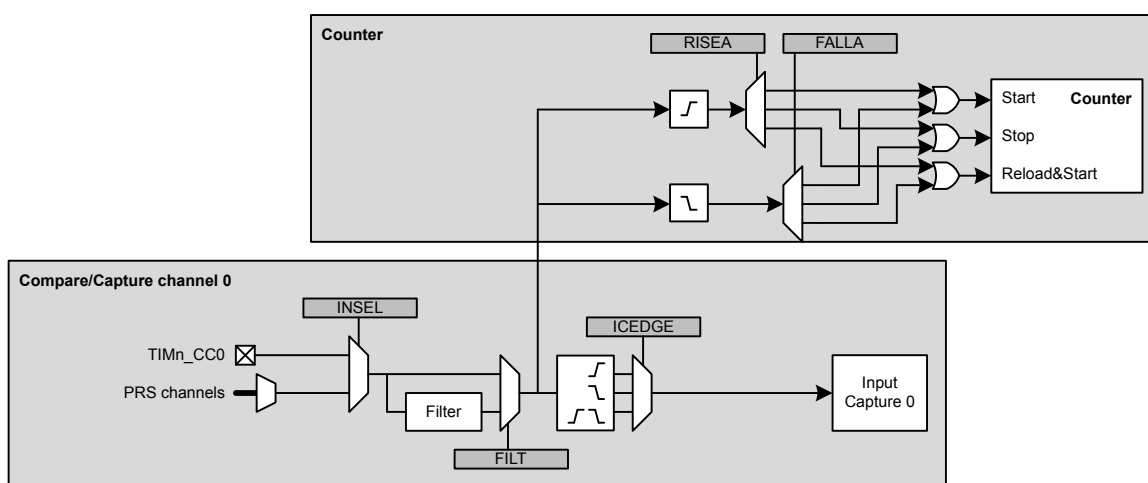 Counter
RISEA
FALLA
Start
Counter
Stop
Reload&Start
Compare/Capture channel 0
INSEL
ICEDGE
TIMn_CC0
PRS channels
Filter
Input
Capture 0
FILT